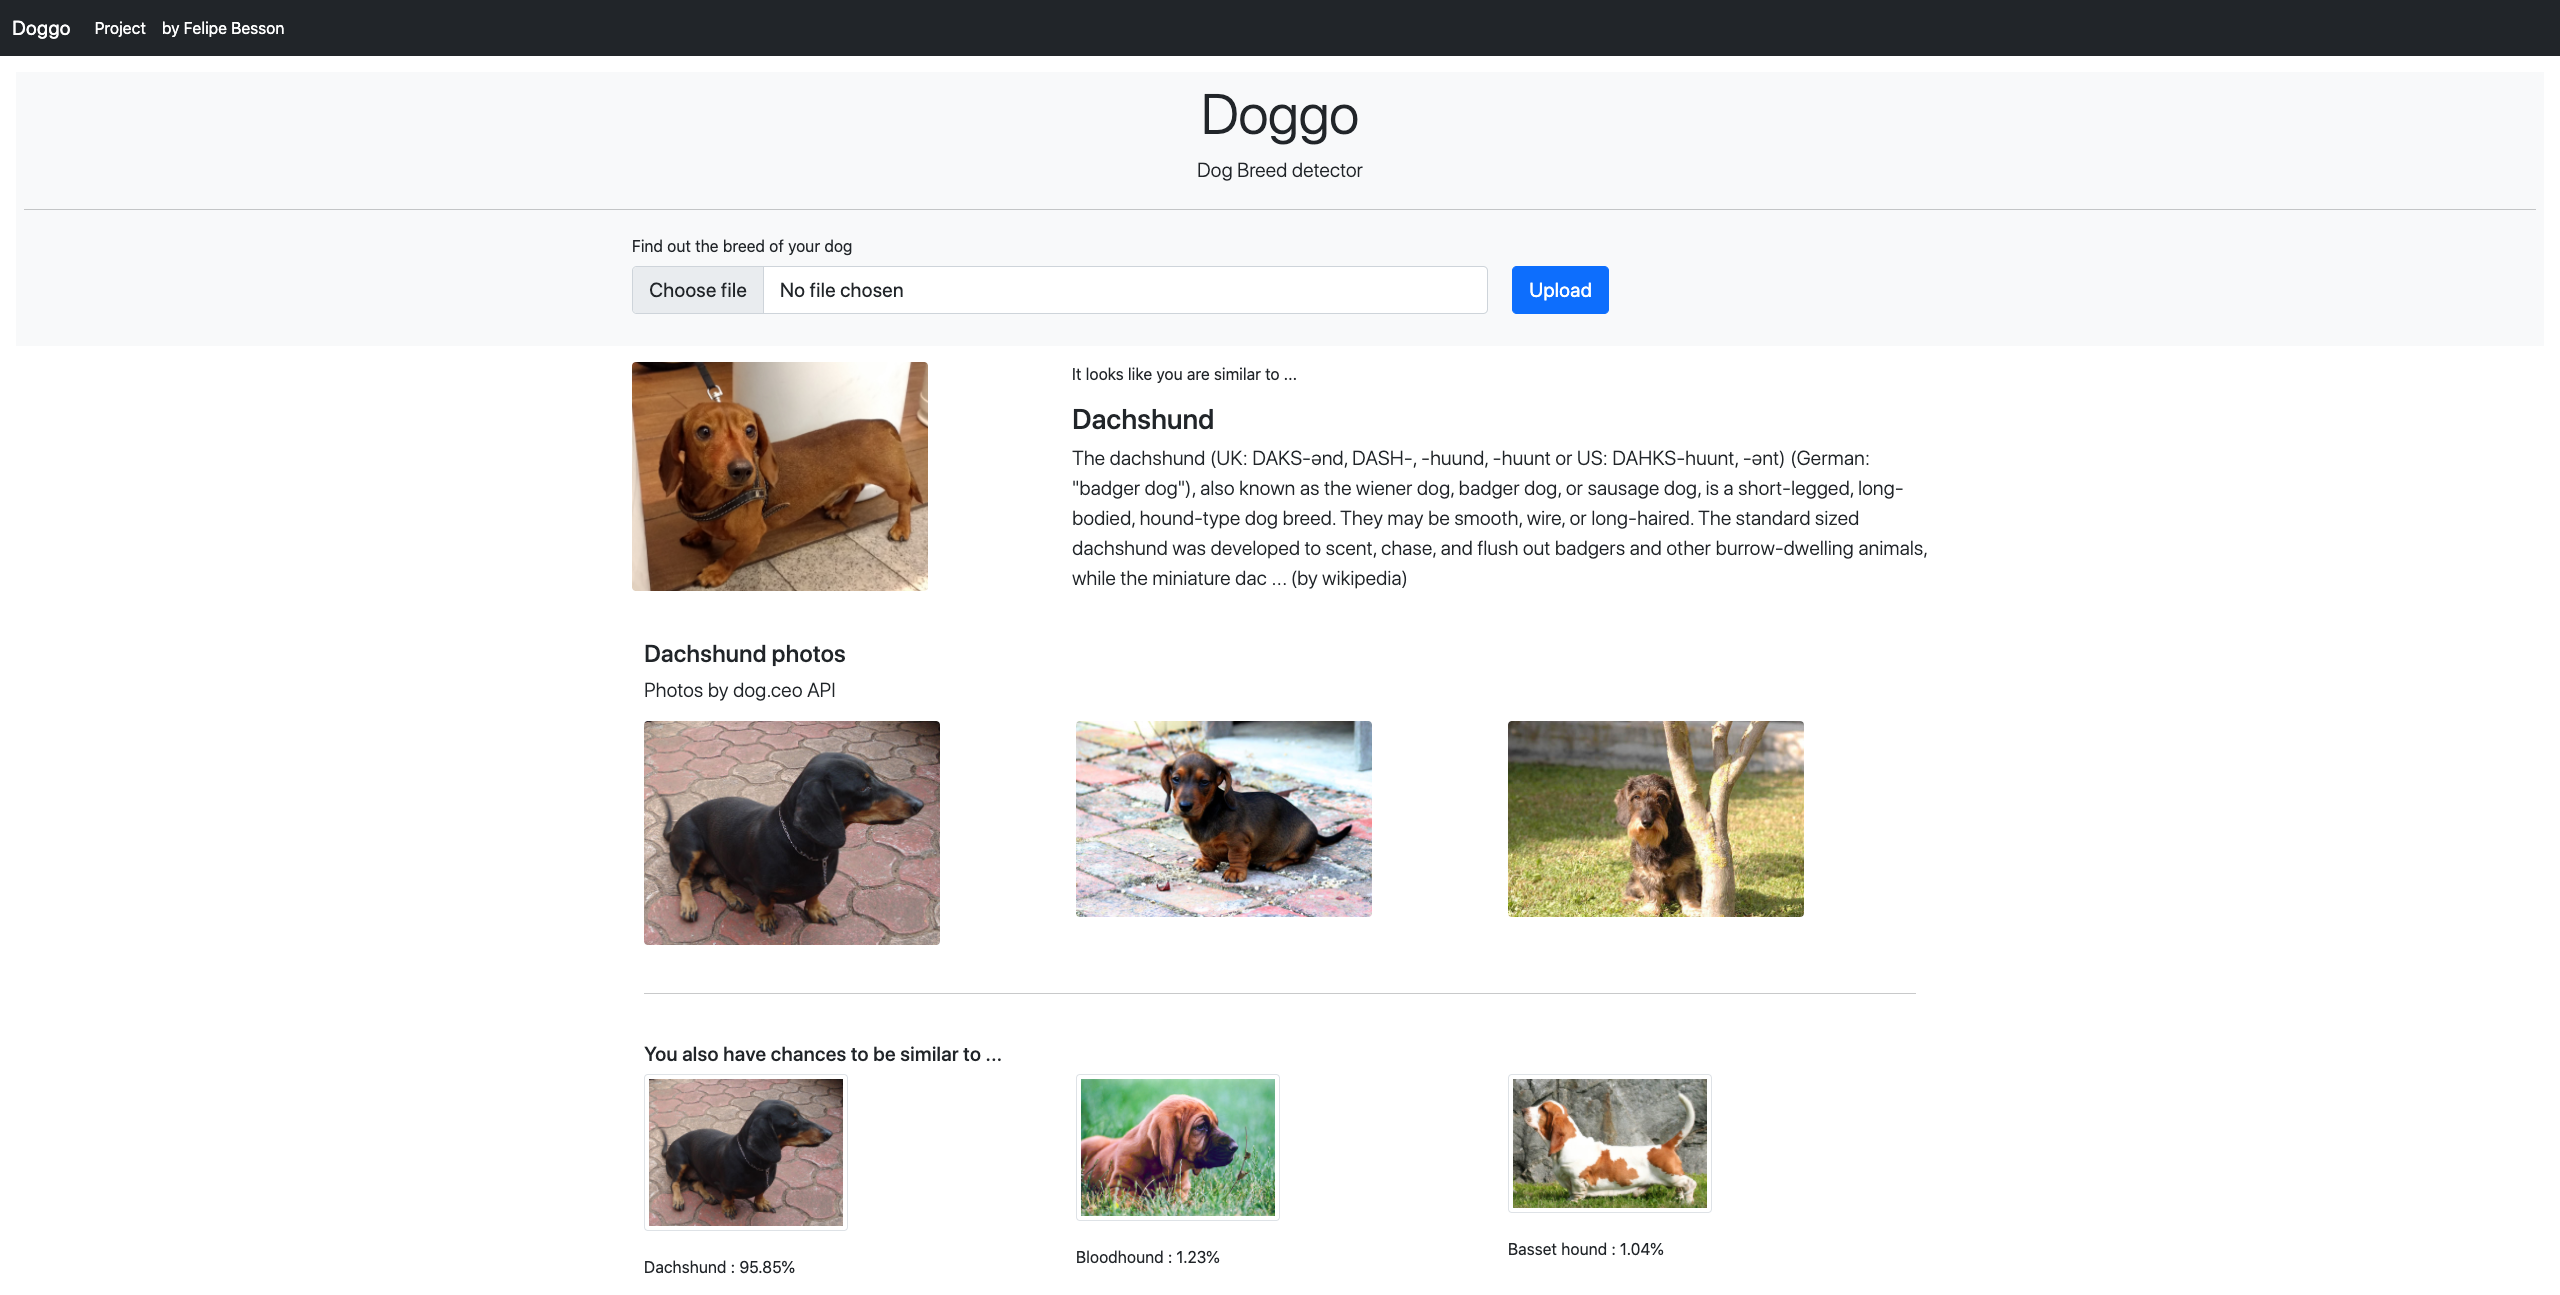 Doggo Project by Felipe Besson
Doggo
Dog Breed detector
Find out the breed of your dog
Choose file No file chosen Upload
It looks like you are similar to ...
Dachshund
The dachshund (UK: DAKS-ənd, DASH-, -huund, -huunt or US: DAHKS-huunt, -ənt) (German:
"badger dog"), also known as the wiener dog, badger dog, or sausage dog, is a short-legged, long-
bodied, hound-type dog breed. They may be smooth, wire, or long-haired. The standard sized
dachshund was developed to scent, chase, and flush out badgers and other burrow-dwelling animals,
while the miniature dac ... (by wikipedia)
Dachshund photos
Photos by dog.ceo API
You also have chances to be similar to ...
Dachshund : 95.85%
Bloodhound : 1.23%
Basset hound : 1.04%